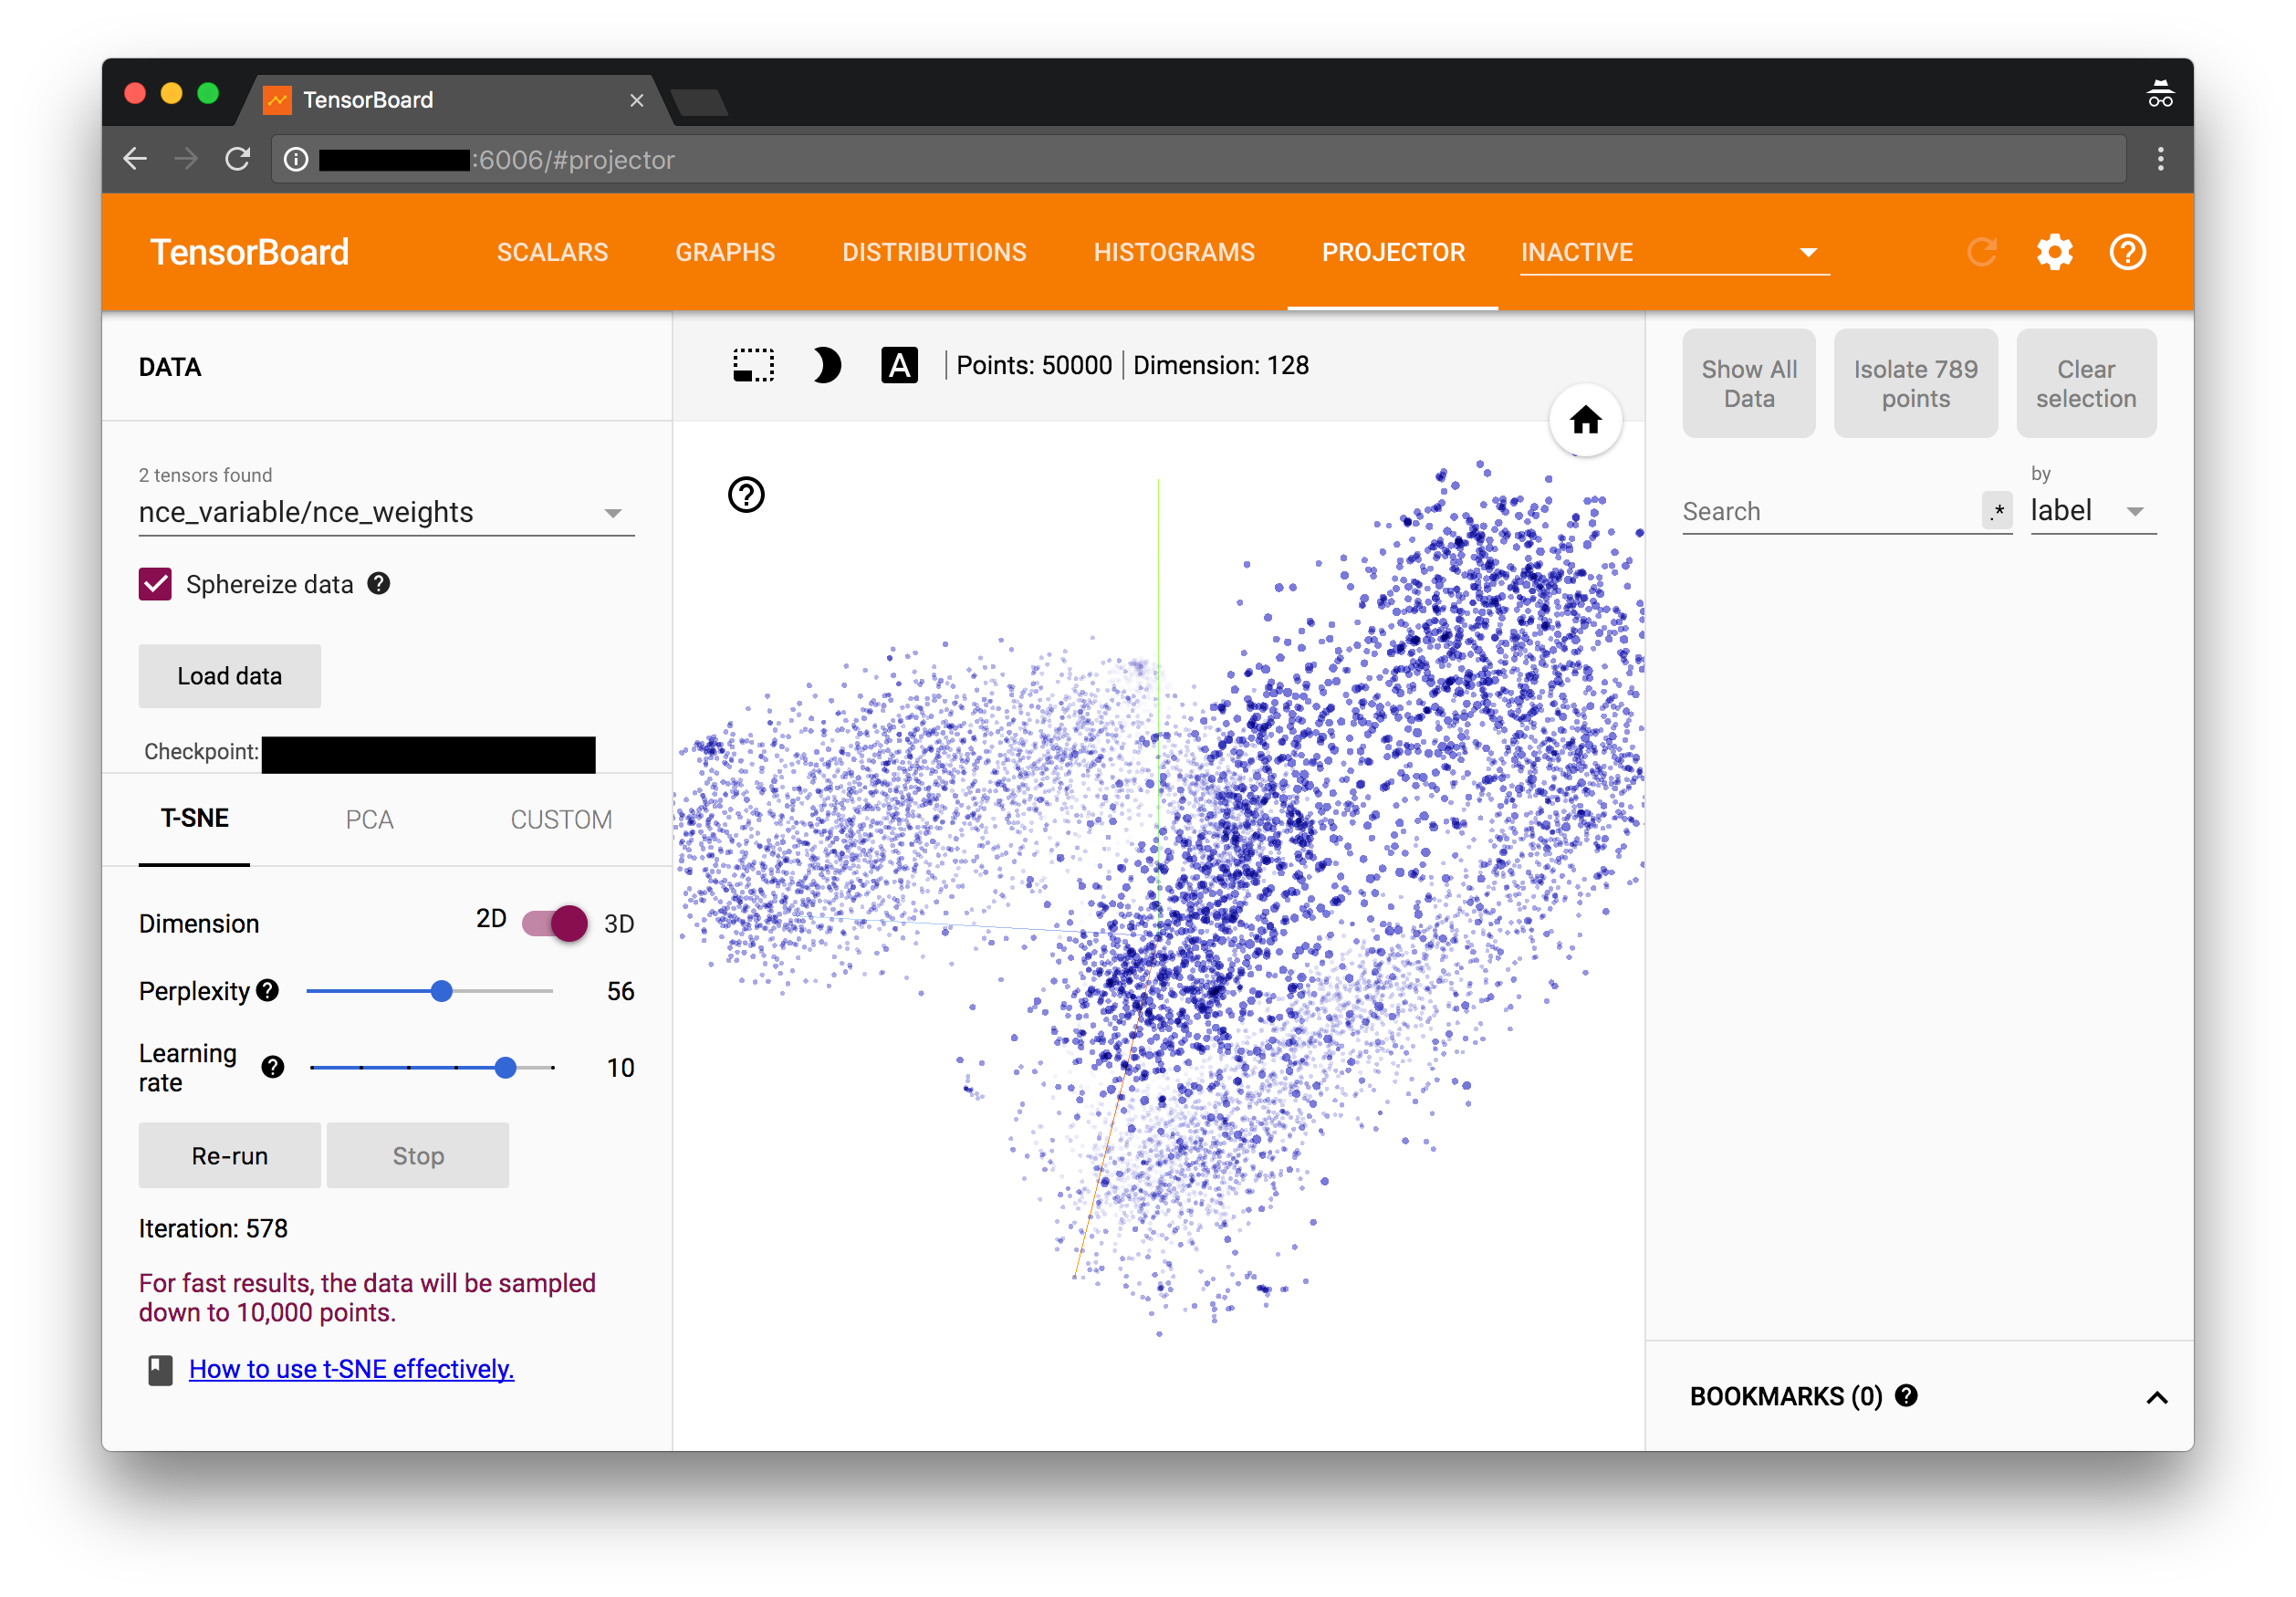 TensorBoard
:6006/#projector
TensorBoard
SCALARS
GRAPHS
DISTRIBUTIONS
HISTOGRAMS
PROJECTOR
INACTIVE
DATA
2 tensors found
nce_variable/nce_weights
Sphereize data
Load data
Checkpoint:
T-SNE
PCA
CUSTOM
Dimension
2D
3D
Perplexity
56
Learning
rate
10
Re-run
Stop
Iteration: 578
For fast results, the data will be sampled
down to 10,000 points.
How to use t-SNE effectively.
A
Points: 50000
Dimension: 128
Show All
Data
Isolate 789
points
Clear
selection
Search
.*
by
label
BOOKMARKS (0)